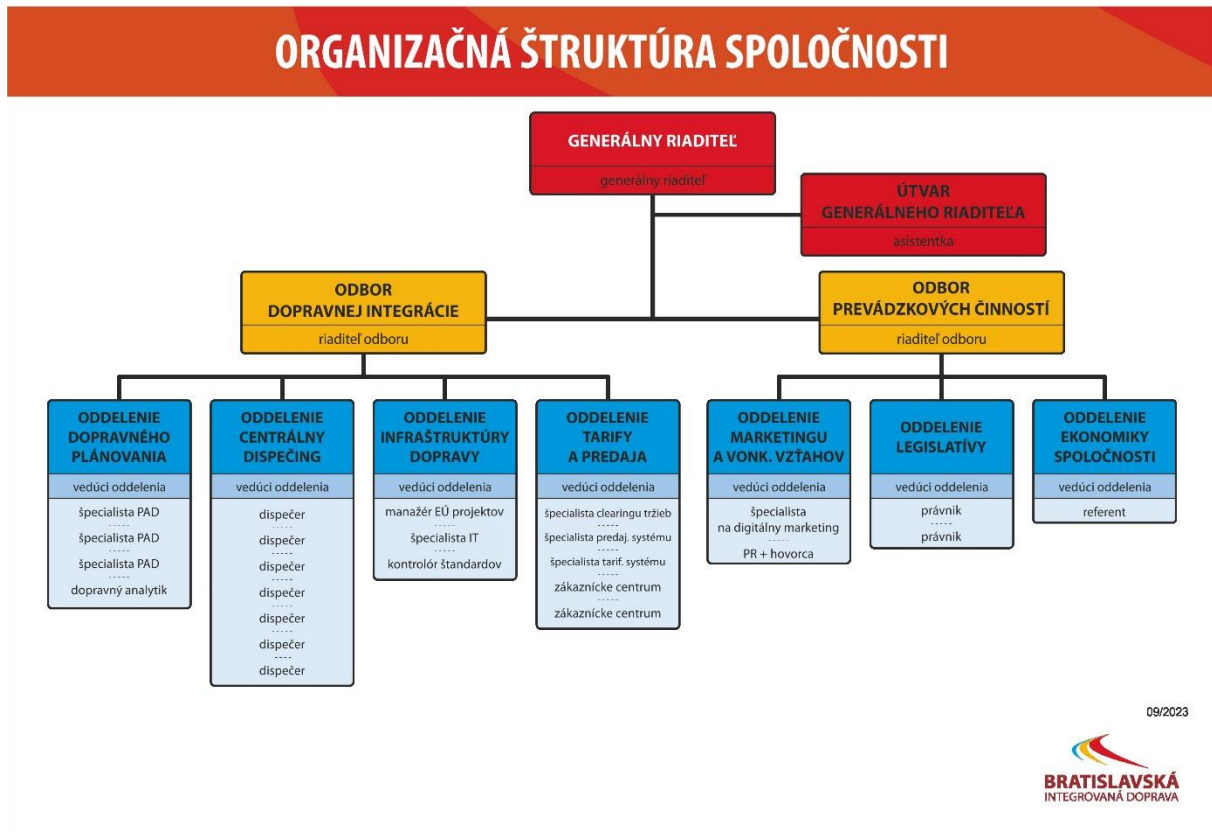 ORGANIZAČNÁ ŠTRUKTÚRA SPOLOČNOSTI
GENERÁLNY RIADITEĽ
generálny riaditeľ
ÚTVAR
GENERÁLNEHO RIADITEĽA
asistentka
ODBOR
DOPRAVNEJ INTEGRÁCIE
riaditeľ odboru
ODBOR
PREVÁDZKOVÝCH ČINNOSTÍ
riaditeľ odboru
ODDELENIE
DOPRAVNÉHO
PLÁNOVANIA
vedúci oddelenia
špecialista PAD
-----
špecialista PAD
-----
špecialista PAD
-----
dopravný analytik
ODDELENIE
CENTRÁLNY
DISPEČING
vedúci oddelenia
dispečer
-----
dispečer
-----
dispečer
-----
dispečer
-----
dispečer
-----
dispečer
----
dispečer
ODDELENIE
INFRAŠTRUKTÚRY
DOPRAVY
vedúci oddelenia
manažér EÚ projektov
-----
špecialista IT
-----
kontrolór štandardov
ODDELENIE
TARIFY
A PREDAJA
vedúci oddelenia
špecialista clearingu tržieb
-----
špecialista predaj. systému
-----
špecialista tarif. systému
-----
zákaznícke centrum
-----
zákaznícke centrum
ODDELENIE
MARKETINGU
A VONK. VZŤAHOV
vedúci oddelenia
špecialista
na digitálny marketing
-----
PR + hovorca
ODDELENIE
LEGISLATÍVY
vedúci oddelenia
právnik
-----
právnik
ODDELENIE
EKONOMIKY
SPOLOČNOSTI
vedúci oddelenia
referent
09/2023
BRATISLAVSKÁ
INTEGROVANÁ DOPRAVA